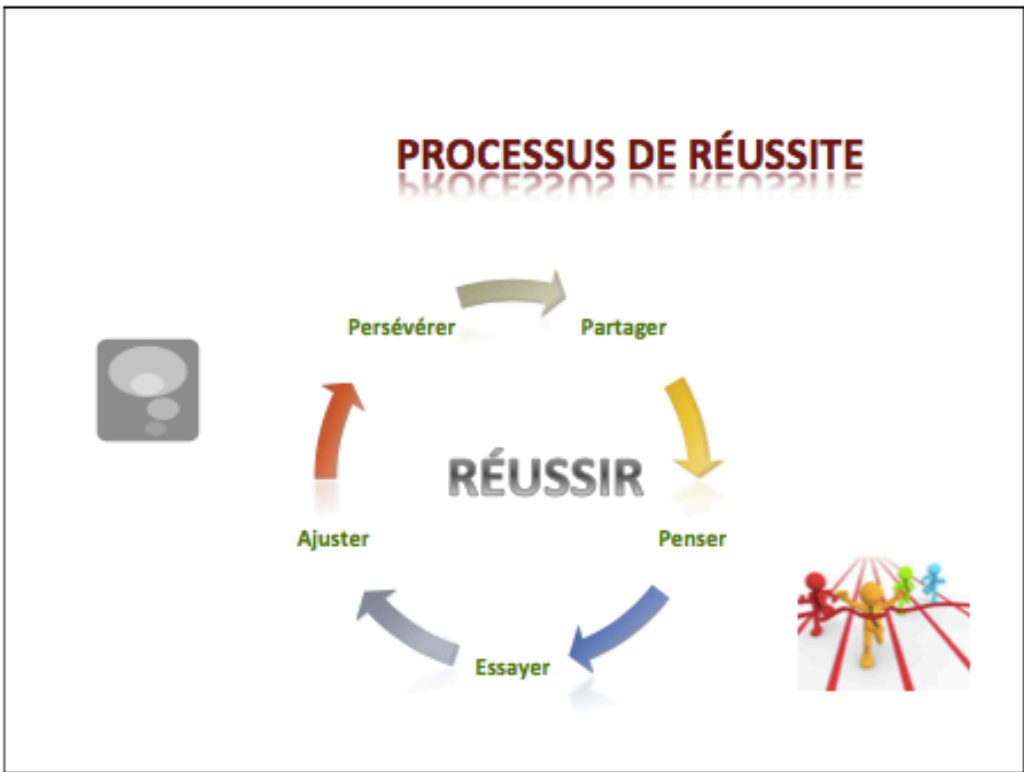 PROCESSUS DE RÉUSSITE
Persévérer
Partager
RÉUSSIR
Ajuster
Penser
Essayer